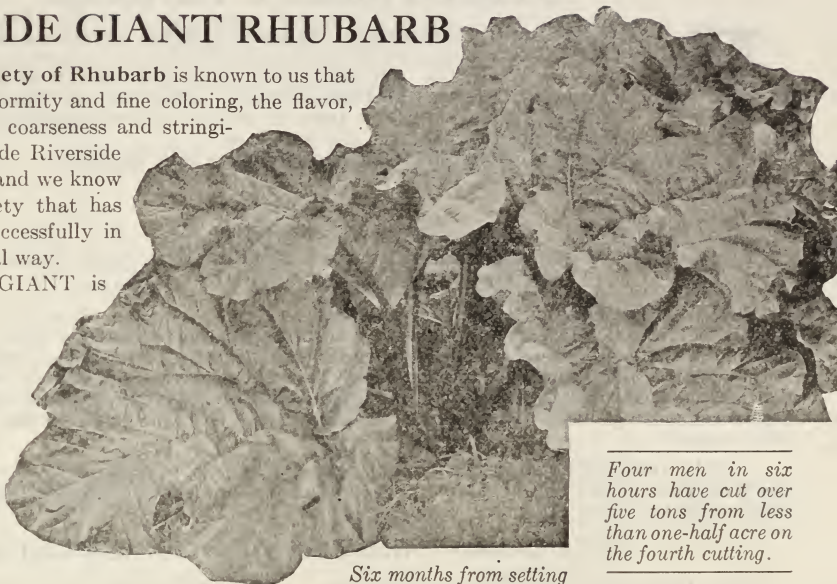 DE GIANT RHUBARB
ety of Rhubarb is known to us that
ormity and fine coloring, the flavor,
coarseness and stringi-
de Riverside
and we know
ety that has
ccessfully in
l way.
GIANT is
Six months from setting
Four men in six
hours have cut over
five tons from less
than one-half acre on
the fourth cutting.